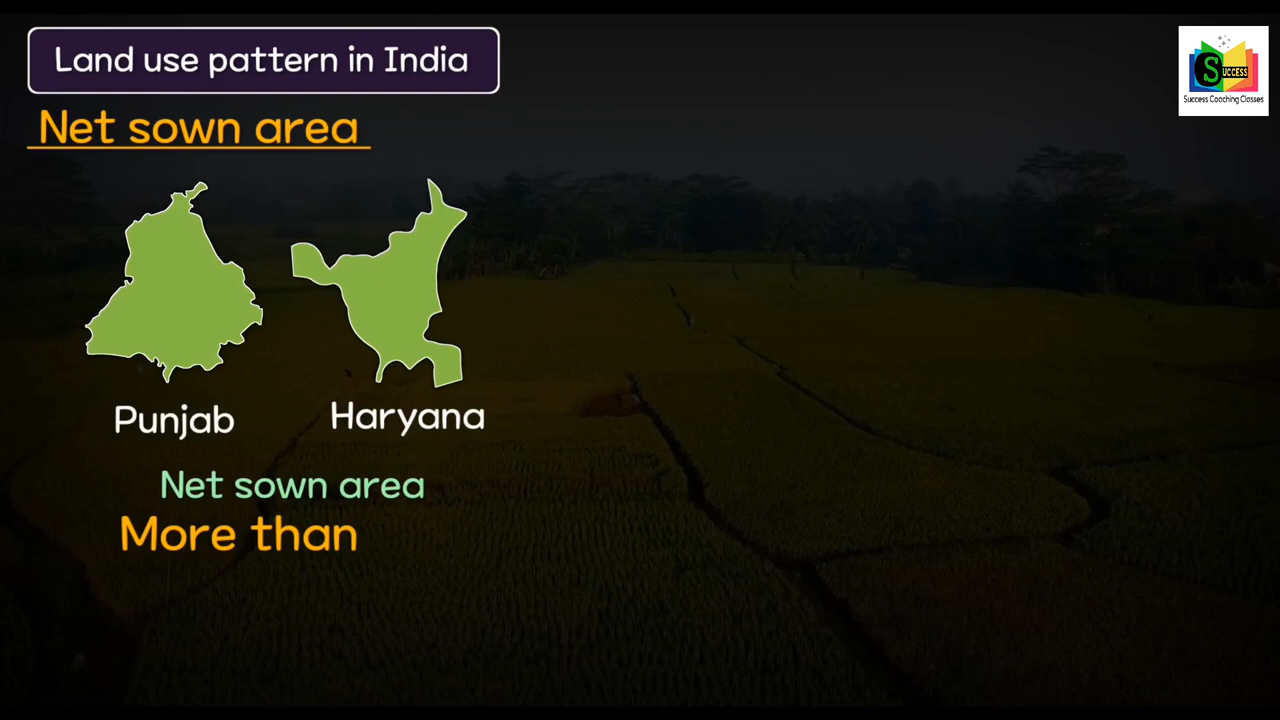 Land use pattern in India
Net sown area
Punjab
Haryana
Net sown area
More than
SUCCESS
Success Coaching Classes